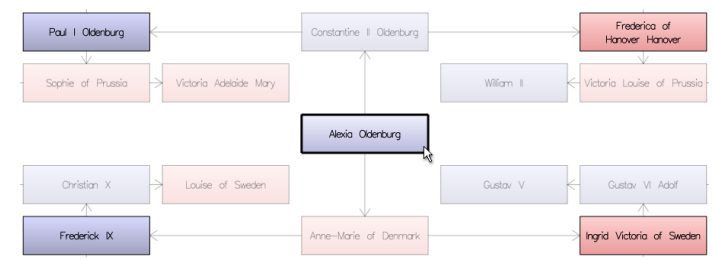 Paul I Oldenburg
Constantine II Oldenburg
Frederica of
Hanover Hanover
Sophie of Prussia
Victoria Adelaide Mary
William II
Victoria Louise of Prussia
Alexia Oldenburg
Christian X
Louise of Sweden
Gustav V
Gustav VI Adolf
Frederick IX
Anne-Marie of Denmark
Ingrid Victoria of Sweden